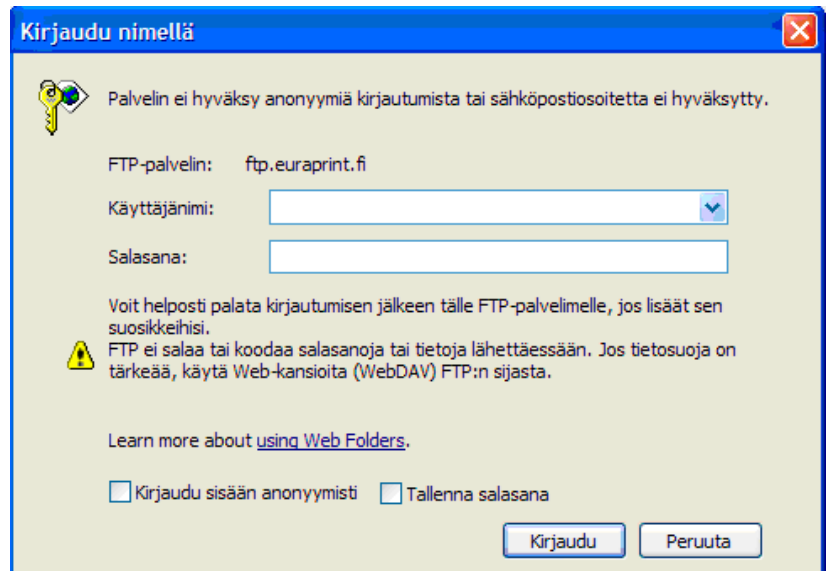 Kirjaudu nimellä
Palvelin ei hyväksy anonyymiä kirjautumista tai sähköpostiosoitetta ei hyväksytty.
FTP-palvelin: ftp.euraprint.fi
Käyttäjänimi:
Salasana:
Voit helposti palata kirjautumisen jälkeen tälle FTP-palvelimelle, jos lisäät sen
suosikkeihisi.
FTP ei salaa tai koodaa salasanoja tai tietoja lähettäessään. Jos tietosuoja on
tärkeää, käytä Web-kansioita (WebDAV) FTP:n sijasta.
Learn more about using Web Folders.
Kirjaudu sisään anonyymisti Tallenna salasana
Kirjaudu Peruuta